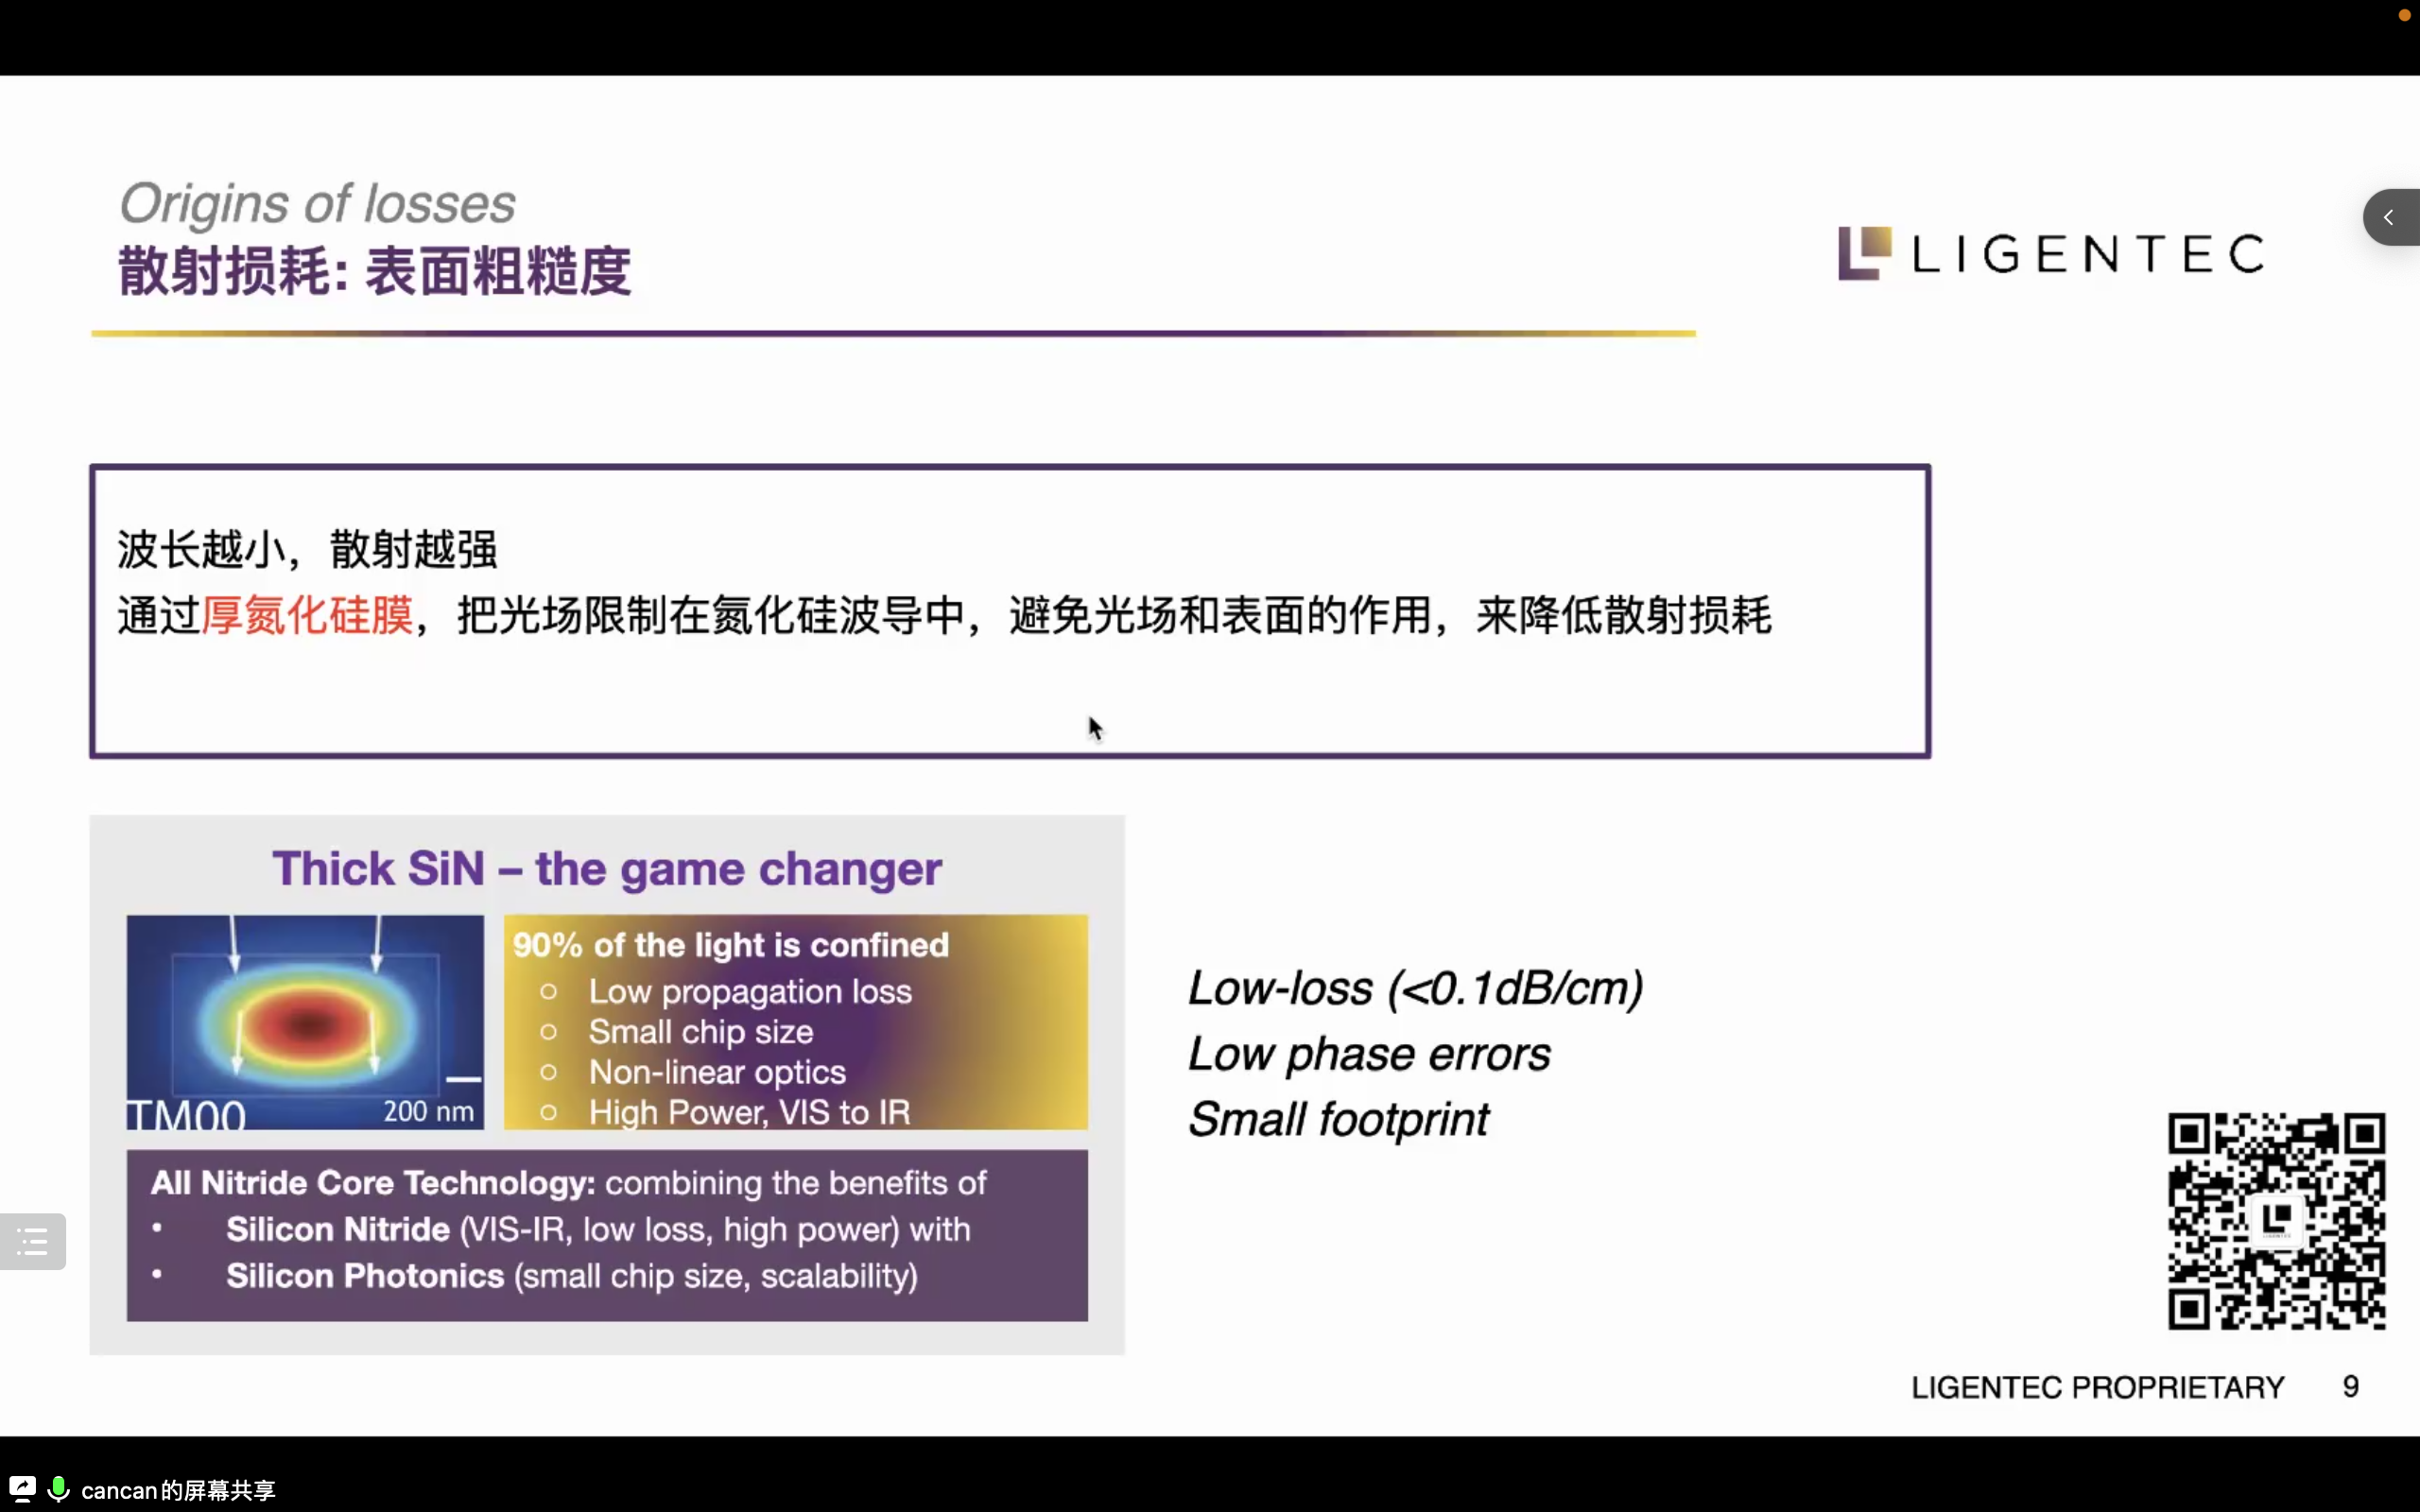 Origins of losses
散射损耗: 表面粗糙度
LIGENTEC
波长越小，散射越强
通过厚氮化硅膜，把光场限制在氮化硅波导中，避免光场和表面的作用，来降低散射损耗
Thick SiN – the game changer
TM00
200 nm
90% of the light is confined
○ Low propagation loss
○ Small chip size
○ Non-linear optics
○ High Power, VIS to IR
All Nitride Core Technology: combining the benefits of
• Silicon Nitride (VIS-IR, low loss, high power) with
• Silicon Photonics (small chip size, scalability)
Low-loss (<0.1dB/cm)
Low phase errors
Small footprint
LIGENTEC PROPRIETARY 9
cancan的屏幕共享